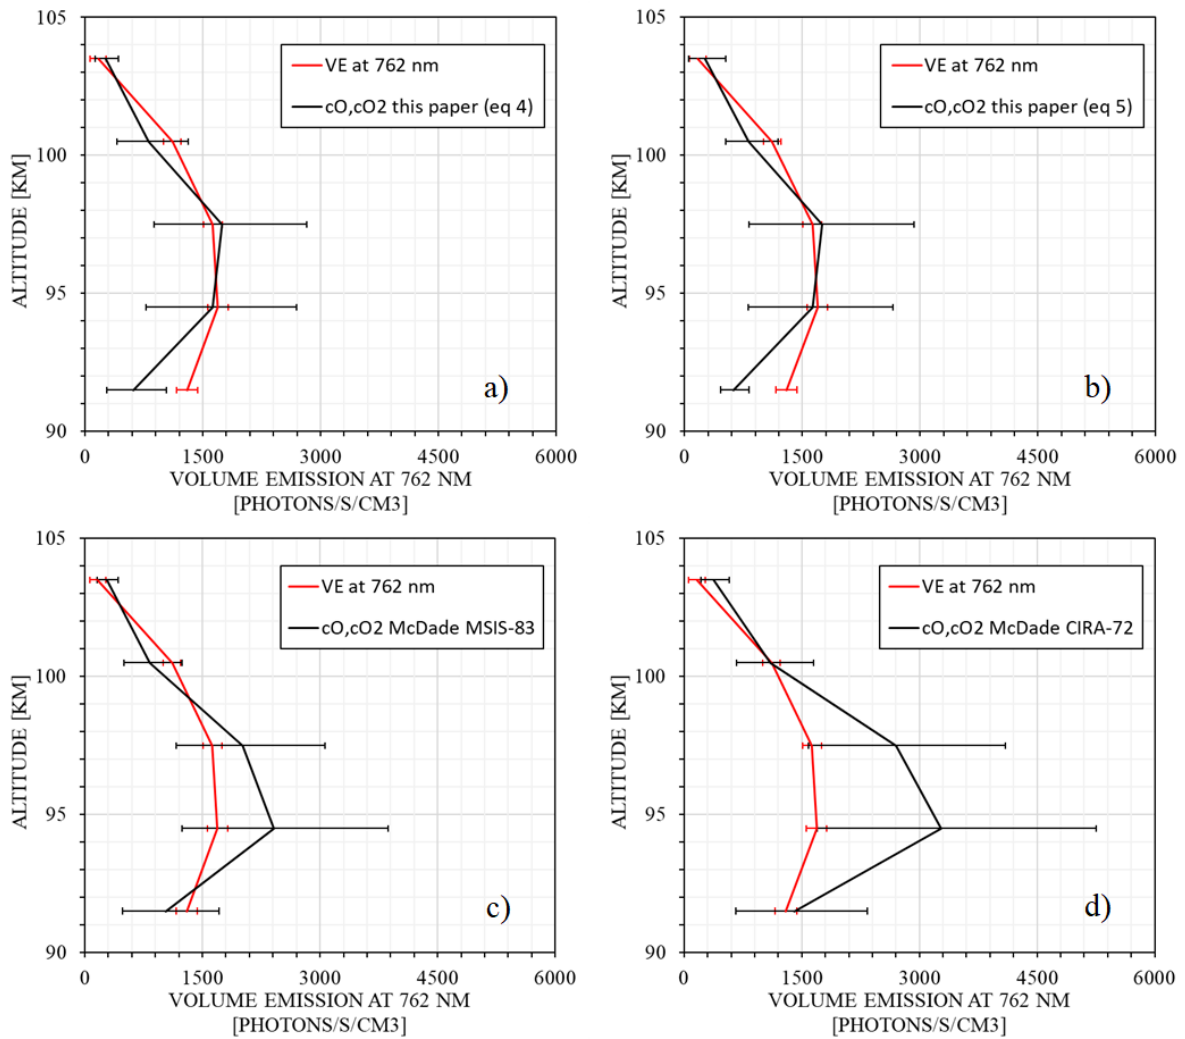 105
VE at 762 nm
cO,cO2 this paper (eq 4)
100
ALTITUDE [KM]
95
a)
90
0 1500 3000 4500 6000
VOLUME EMISSION AT 762 NM
[PHOTONS/S/CM3]
105
VE at 762 nm
cO,cO2 this paper (eq 5)
100
ALTITUDE [KM]
95
b)
90
0 1500 3000 4500 6000
VOLUME EMISSION AT 762 NM
[PHOTONS/S/CM3]
105
VE at 762 nm
cO,cO2 McDade MSIS-83
100
ALTITUDE [KM]
95
c)
90
0 1500 3000 4500 6000
VOLUME EMISSION AT 762 NM
[PHOTONS/S/CM3]
105
VE at 762 nm
cO,cO2 McDade CIRA-72
100
ALTITUDE [KM]
95
d)
90
0 1500 3000 4500 6000
VOLUME EMISSION AT 762 NM
[PHOTONS/S/CM3]